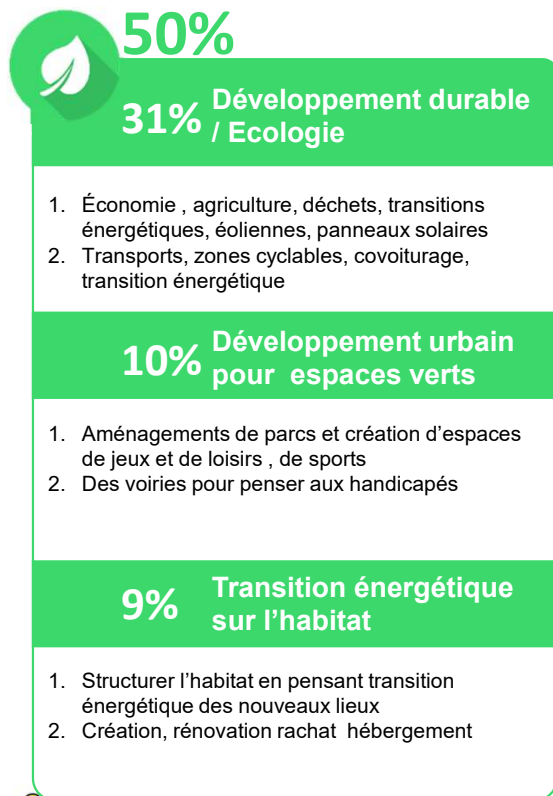 50%
31% Développement durable
/ Ecologie
1. Économie , agriculture, déchets, transitions
énergétiques, éoliennes, panneaux solaires
2. Transports, zones cyclables, covoiturage,
transition énergétique
10% Développement urbain
pour espaces verts
1. Aménagements de parcs et création d’espaces
de jeux et de loisirs , de sports
2. Des voiries pour penser aux handicapés
9% Transition énergétique
sur l’habitat
1. Structurer l’habitat en pensant transition
énergétique des nouveaux lieux
2. Création, rénovation rachat hébergement